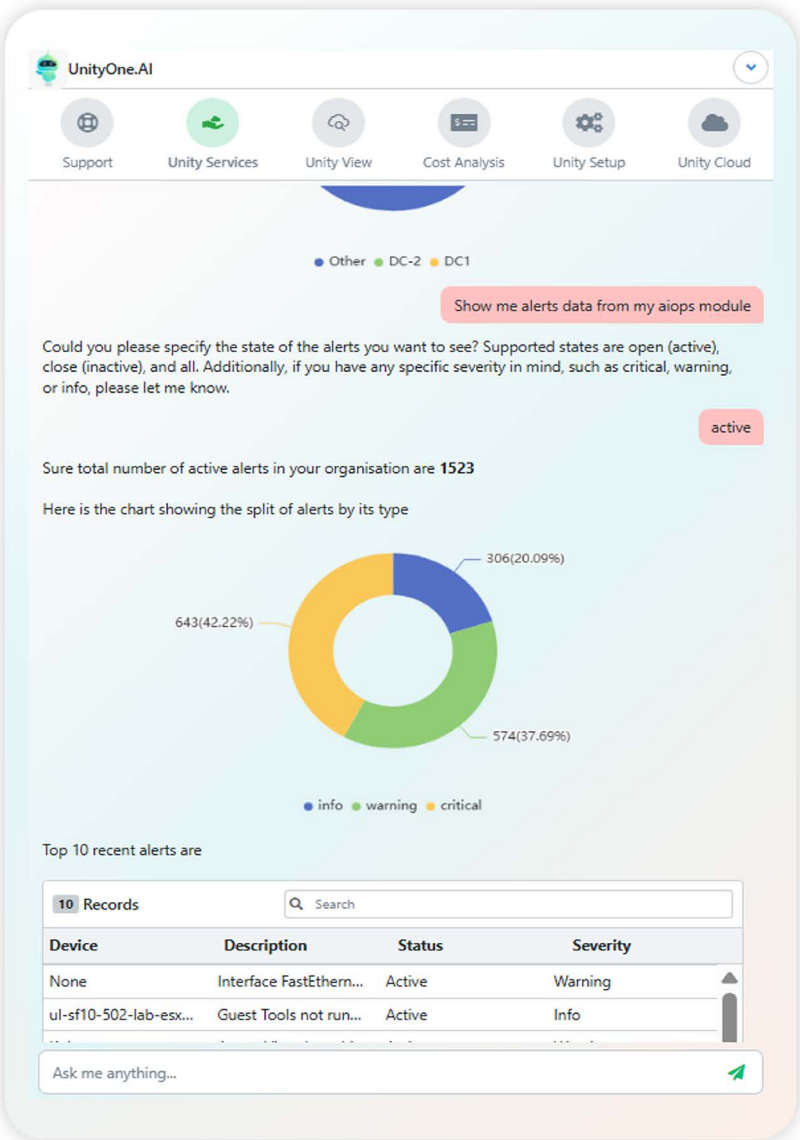 UnityOne.AI
Support
Unity Services
Unity View
Cost Analysis
Unity Setup
Unity Cloud
Other DC-2 DC1
Show me alerts data from my aiops module
Could you please specify the state of the alerts you want to see? Supported states are open (active),
close (inactive), and all. Additionally, if you have any specific severity in mind, such as critical, warning,
or info, please let me know.
active
Sure total number of active alerts in your organisation are 1523
Here is the chart showing the split of alerts by its type
306(20.09%)
643(42.22%)
574(37.69%)
info warning critical
Top 10 recent alerts are
10 Records
Search
Device Description Status Severity
None Interface FastEthern... Active Warning
ul-sf10-502-lab-esx... Guest Tools not run... Active Info
Ask me anything...